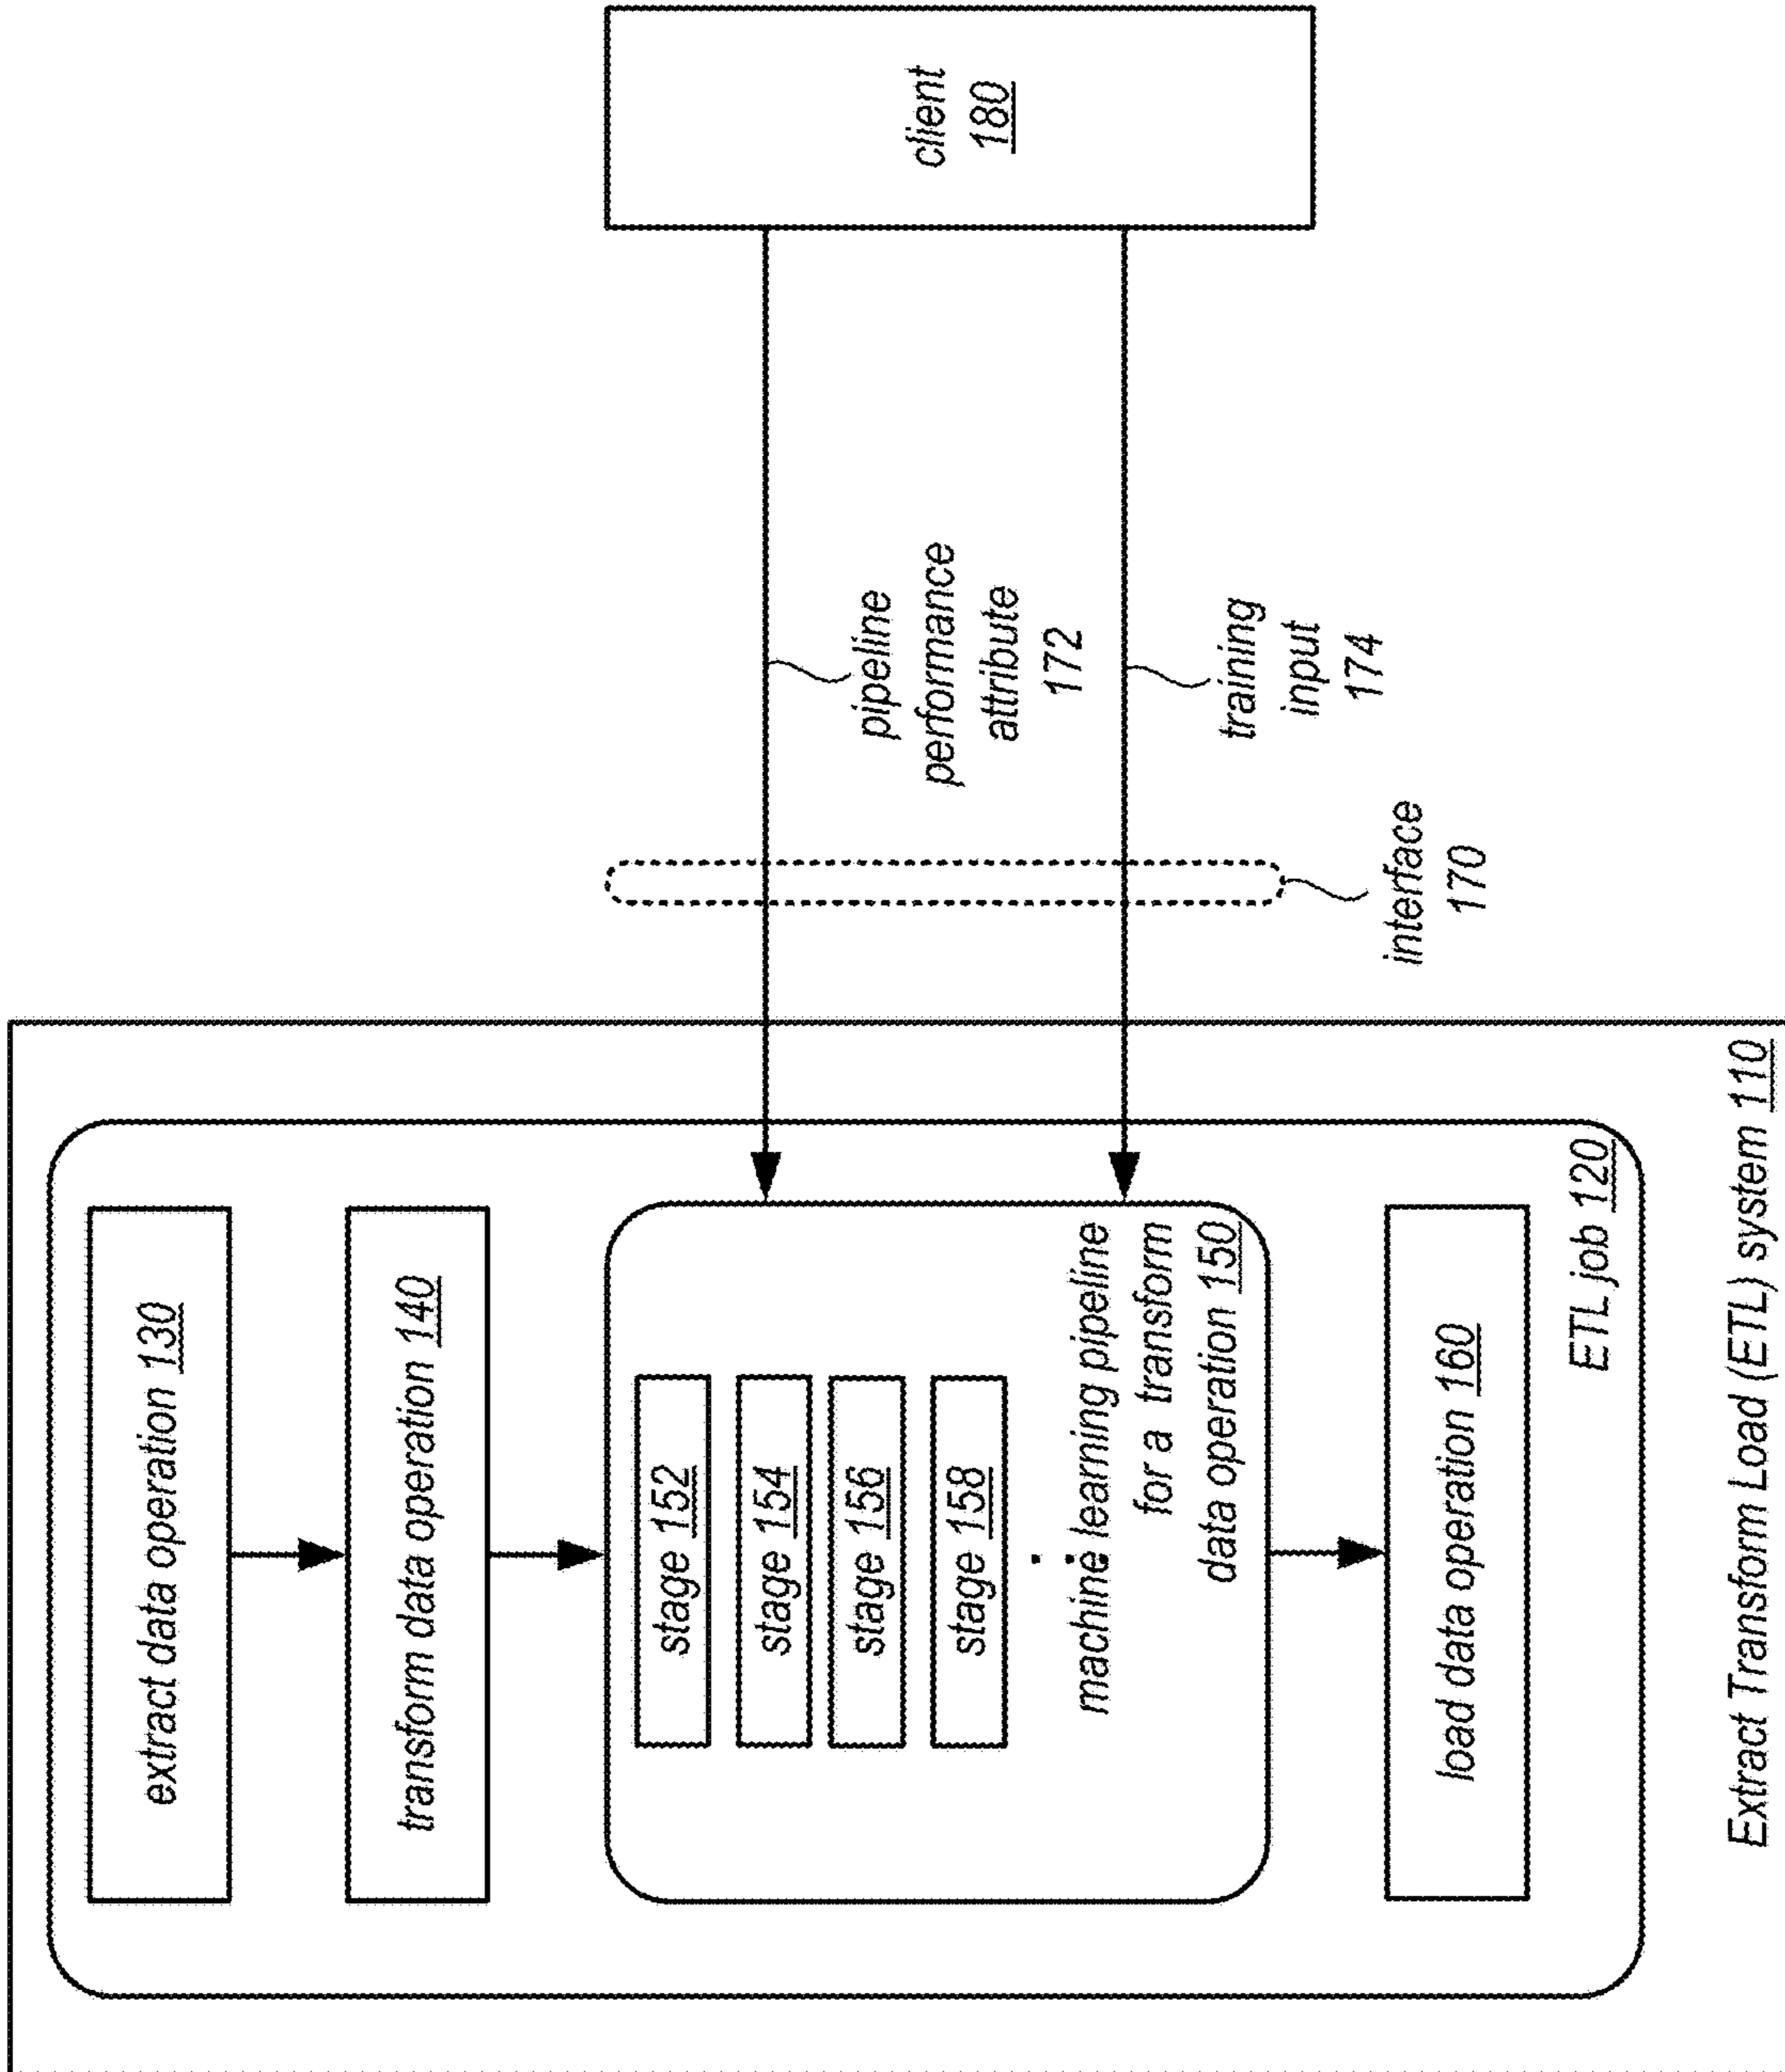 extract data operation 130
transform data operation 140
stage 152
stage 154
stage 156
stage 158
machine learning pipeline
for a transform
data operation 150
load data operation 160
ETL job 120
Extract Transform Load (ETL) system 110
pipeline
performance
attribute
172
training
input
174
interface
170
client
180